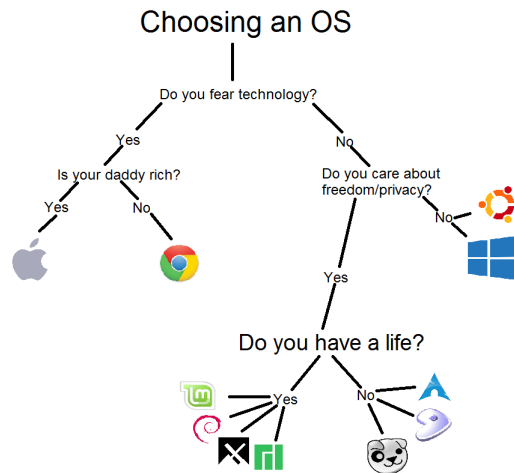 Choosing an OS
Do you fear technology?
Yes
No
Is your daddy rich?
Do you care about
freedom/privacy?
Yes
No
No
Yes
Do you have a life?
Yes
No